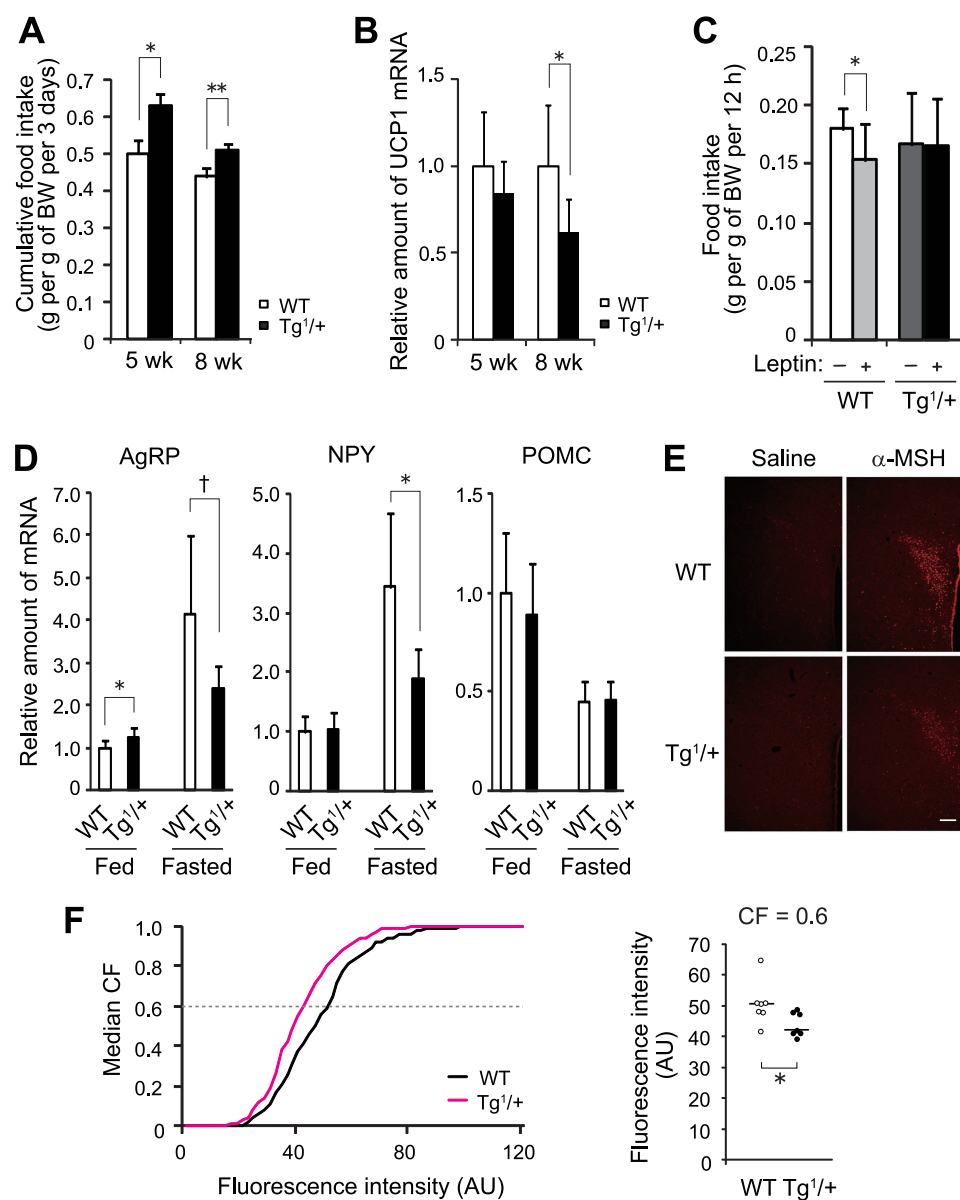 A
Cumulative food intake
(g per g of BW per 3 days)
0.7
0.6
0.5
0.4
0.3
0.2
0.1
0
*
**
5 wk
8 wk
WT
Tg¹/+
B
Relative amount of UCP1 mRNA
1.5
1.0
0.5
0
*
5 wk
8 wk
WT
Tg¹/+
C
Food intake
(g per g of BW per 12 h)
0.25
0.20
0.15
0.10
0.05
0
*
Leptin: – + – +
WT
Tg¹/+
D
Relative amount of mRNA
AgRP
7.0
6.0
5.0
4.0
3.0
2.0
1.0
0
*
†
WT
Tg¹/+
WT
Tg¹/+
Fed
Fasted
NPY
5.0
4.0
3.0
2.0
1.0
0
*
WT
Tg¹/+
WT
Tg¹/+
Fed
Fasted
POMC
1.5
1.0
0.5
0
WT
Tg¹/+
WT
Tg¹/+
Fed
Fasted
E
Saline
α-MSH
WT
Tg¹/+
F
Median CF
1.0
0.8
0.6
0.4
0.2
0
0
40
80
120
Fluorescence intensity (AU)
WT
Tg¹/+
CF = 0.6
Fluorescence intensity
(AU)
70
60
50
40
30
20
10
0
*
WT Tg¹/+